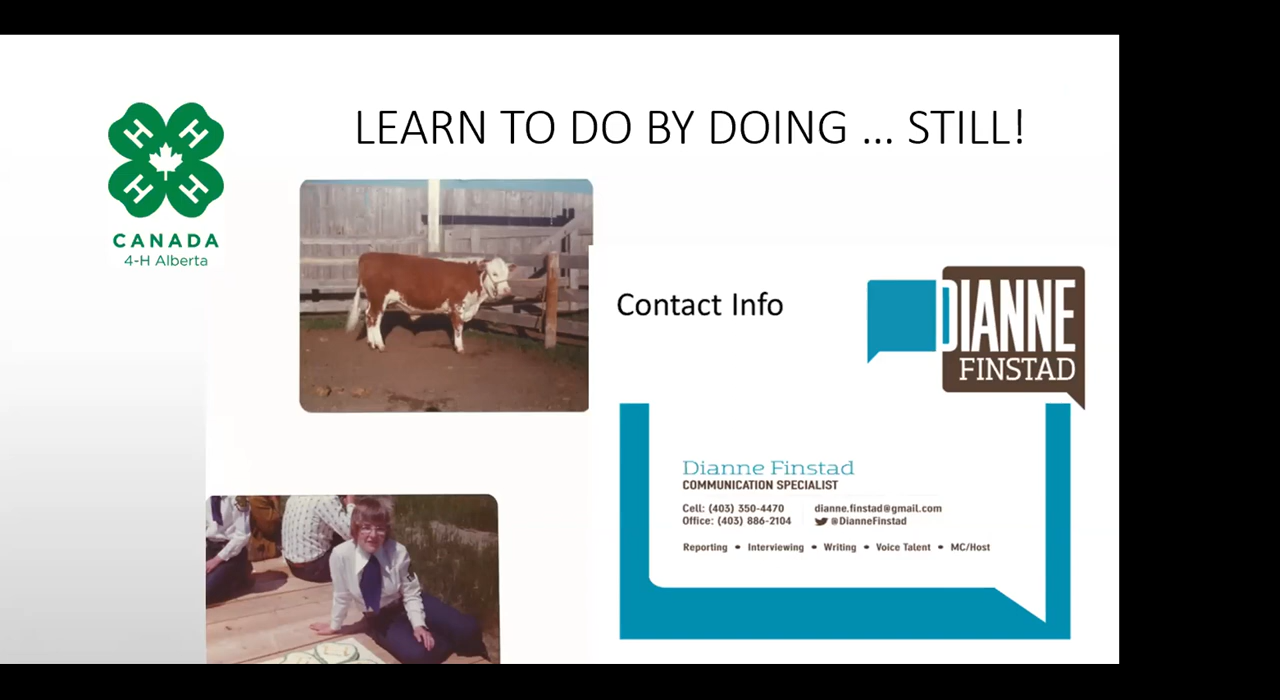 LEARN TO DO BY DOING ... STILL!
H H
H H
CANADA
4-H Alberta
Contact Info
DIANNE
FINSTAD
Dianne Finstad
COMMUNICATION SPECIALIST
Cell: (403) 350-4470
Office: (403) 886-2104
dianne.finstad@gmail.com
@DianneFinstad
Reporting • Interviewing • Writing • Voice Talent • MC/Host